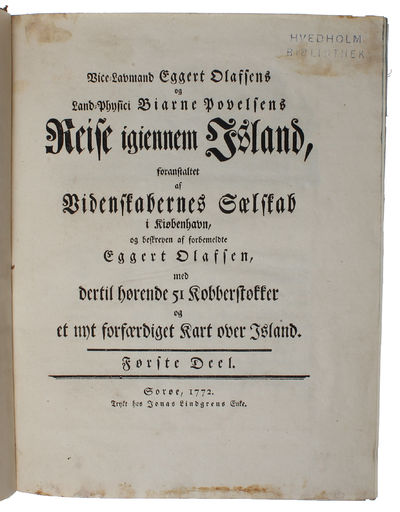 HVEDHOLM
BIBLIOTHEK
Vice-Lavmand Eggert Olafsens
og
Land-Physici Biarne Povelsens
Reise igiennem Island,
foranstaltet
af
Videnskabernes Sælskab
i Kiøbenhavn,
og beskreven af forbemeldte
Eggert Olafsen,
med
dertil hørende 51 Kobberstøkker
og
et nyt forfærdiget Kart over Island.
Første Deel.
Sorøe, 1772.
Trykt hos Jonas Lindgrens Enke.